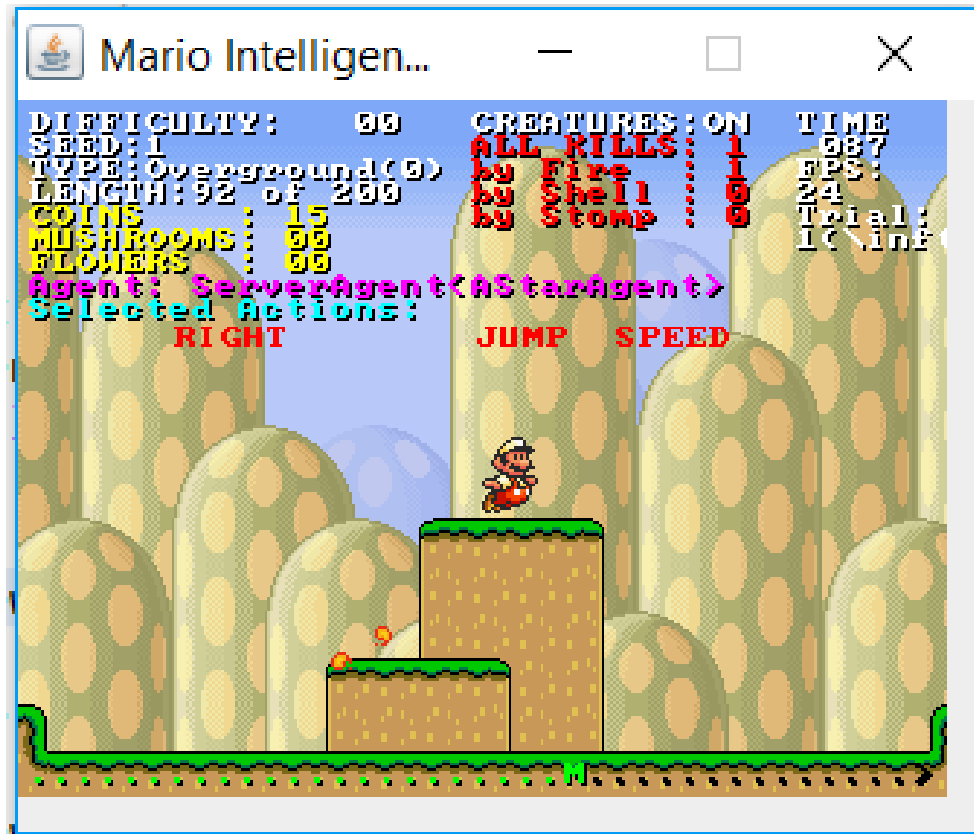 Mario Intelligen...
DIFFICULTY: 00 CREATURES:ON TIME
SEED:1 ALL KILLS: 1 087
TYPE:Overground(0) by Fire : 1 FPS:
LENGTH:92 of 200 by Shell : 0 24
COINS : 15 by Stomp : 0 Trial:
MUSHROOMS: 00 1(\inf(
FLOWERS : 00
Agent: ServerAgent<AStarAgent>
Selected Actions:
RIGHT JUMP SPEED
M